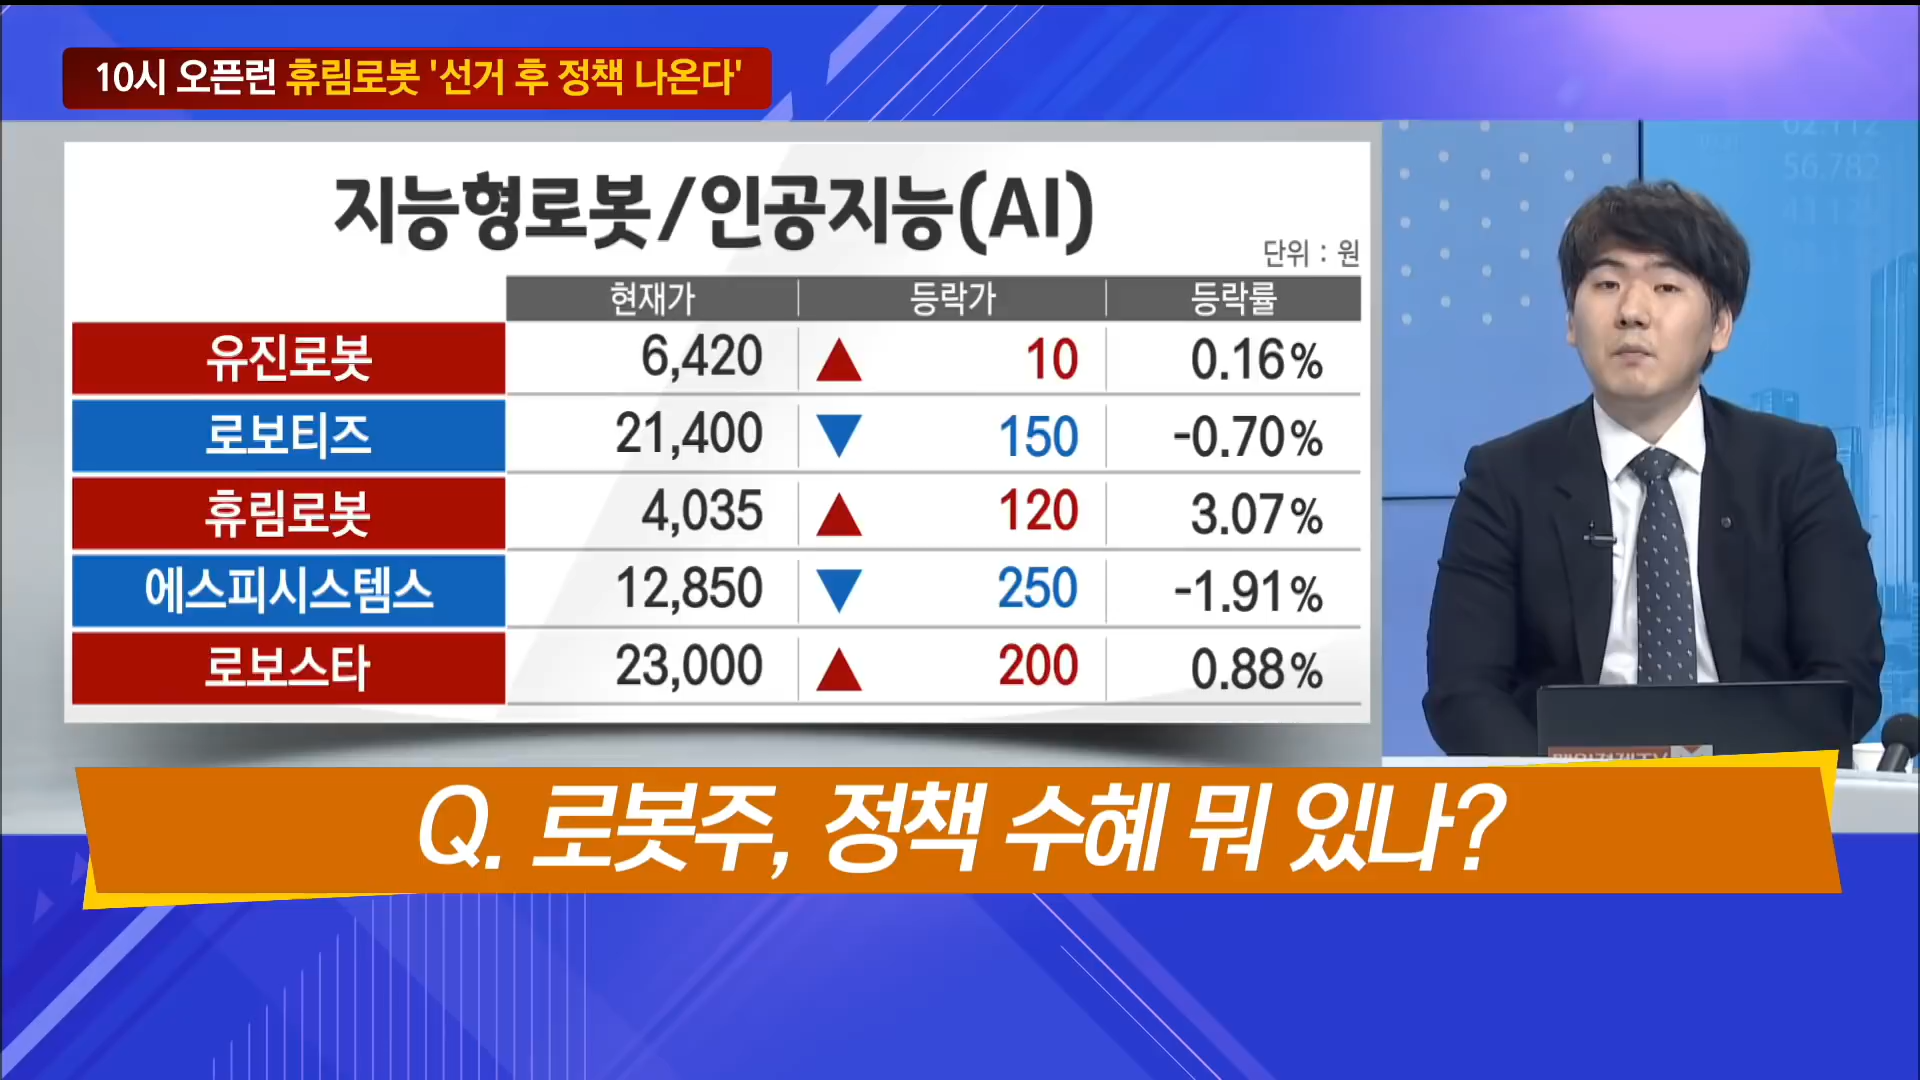 10시 오픈런 휴림로봇 '선거 후 정책 나온다'
지능형로봇/인공지능(AI)
단위 : 원
현재가 등락가 등락률
유진로봇 6,420 ▲ 10 0.16%
로보티즈 21,400 ▼ 150 -0.70%
휴림로봇 4,035 ▲ 120 3.07%
에스피시스템스 12,850 ▼ 250 -1.91%
로보스타 23,000 ▲ 200 0.88%
56.782
Q. 로봇주, 정책 수혜 뭐 있나?